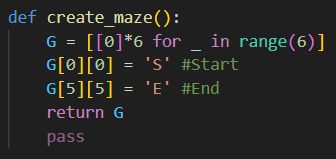 def create_maze():
    G = [[0]*6 for _ in range(6)]
    G[0][0] = 'S' #Start
    G[5][5] = 'E' #End
    return G
    pass